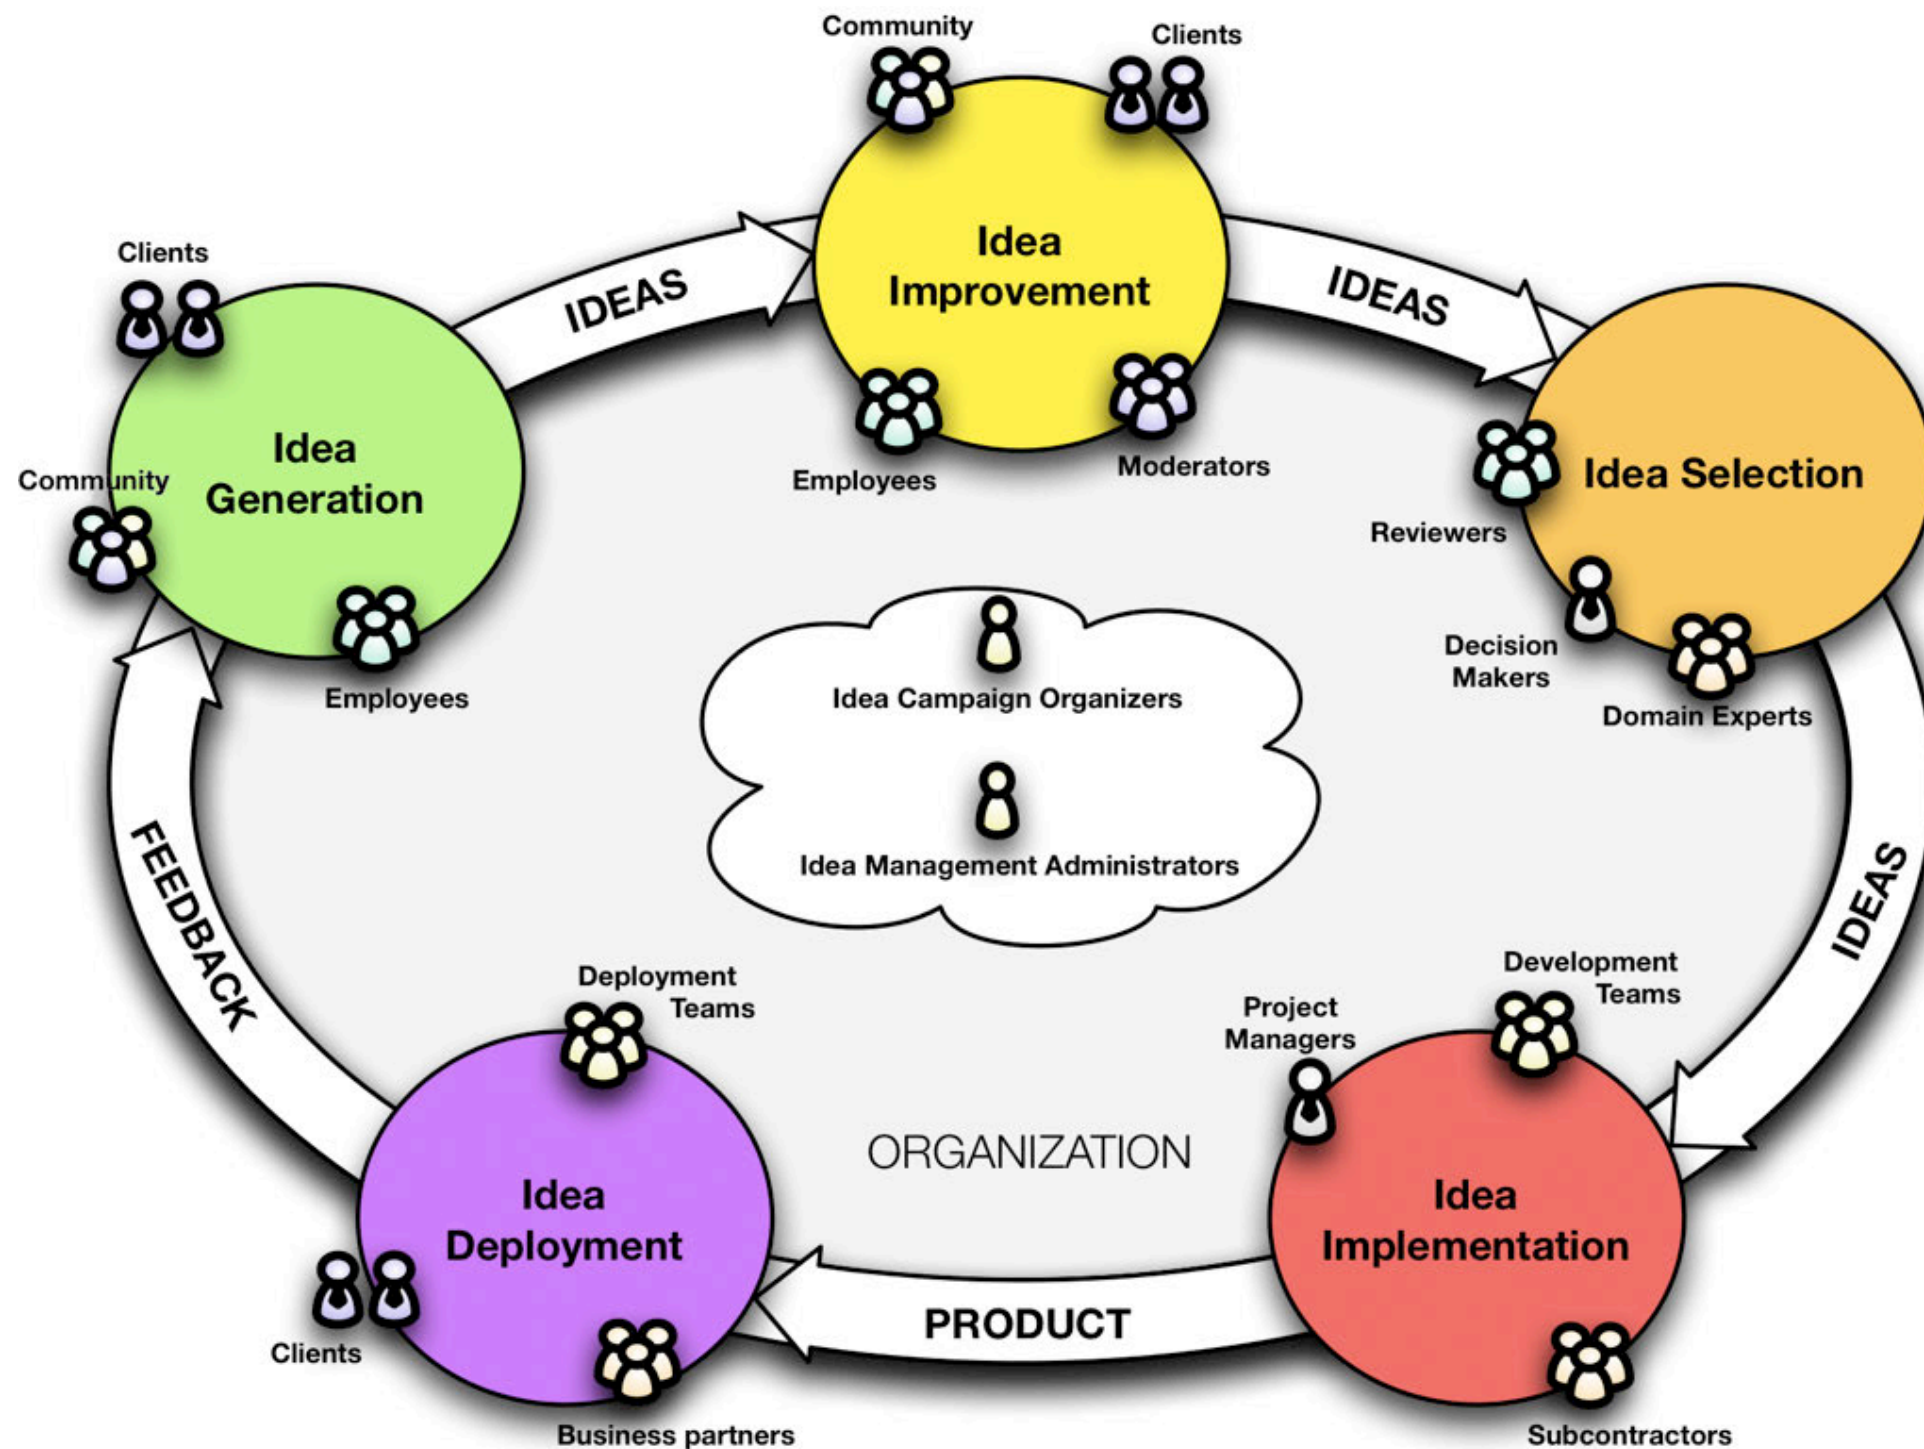 Community
Clients
Idea
Improvement
Employees
Moderators
IDEAS
IDEAS
Clients
Idea
Generation
Community
Employees
Idea Selection
Reviewers
Decision
Makers
Domain Experts
Idea Campaign Organizers
Idea Management Administrators
IDEAS
FEEDBACK
Deployment
Teams
Idea
Deployment
Clients
Business partners
ORGANIZATION
PRODUCT
Development
Teams
Project
Managers
Idea
Implementation
Subcontractors